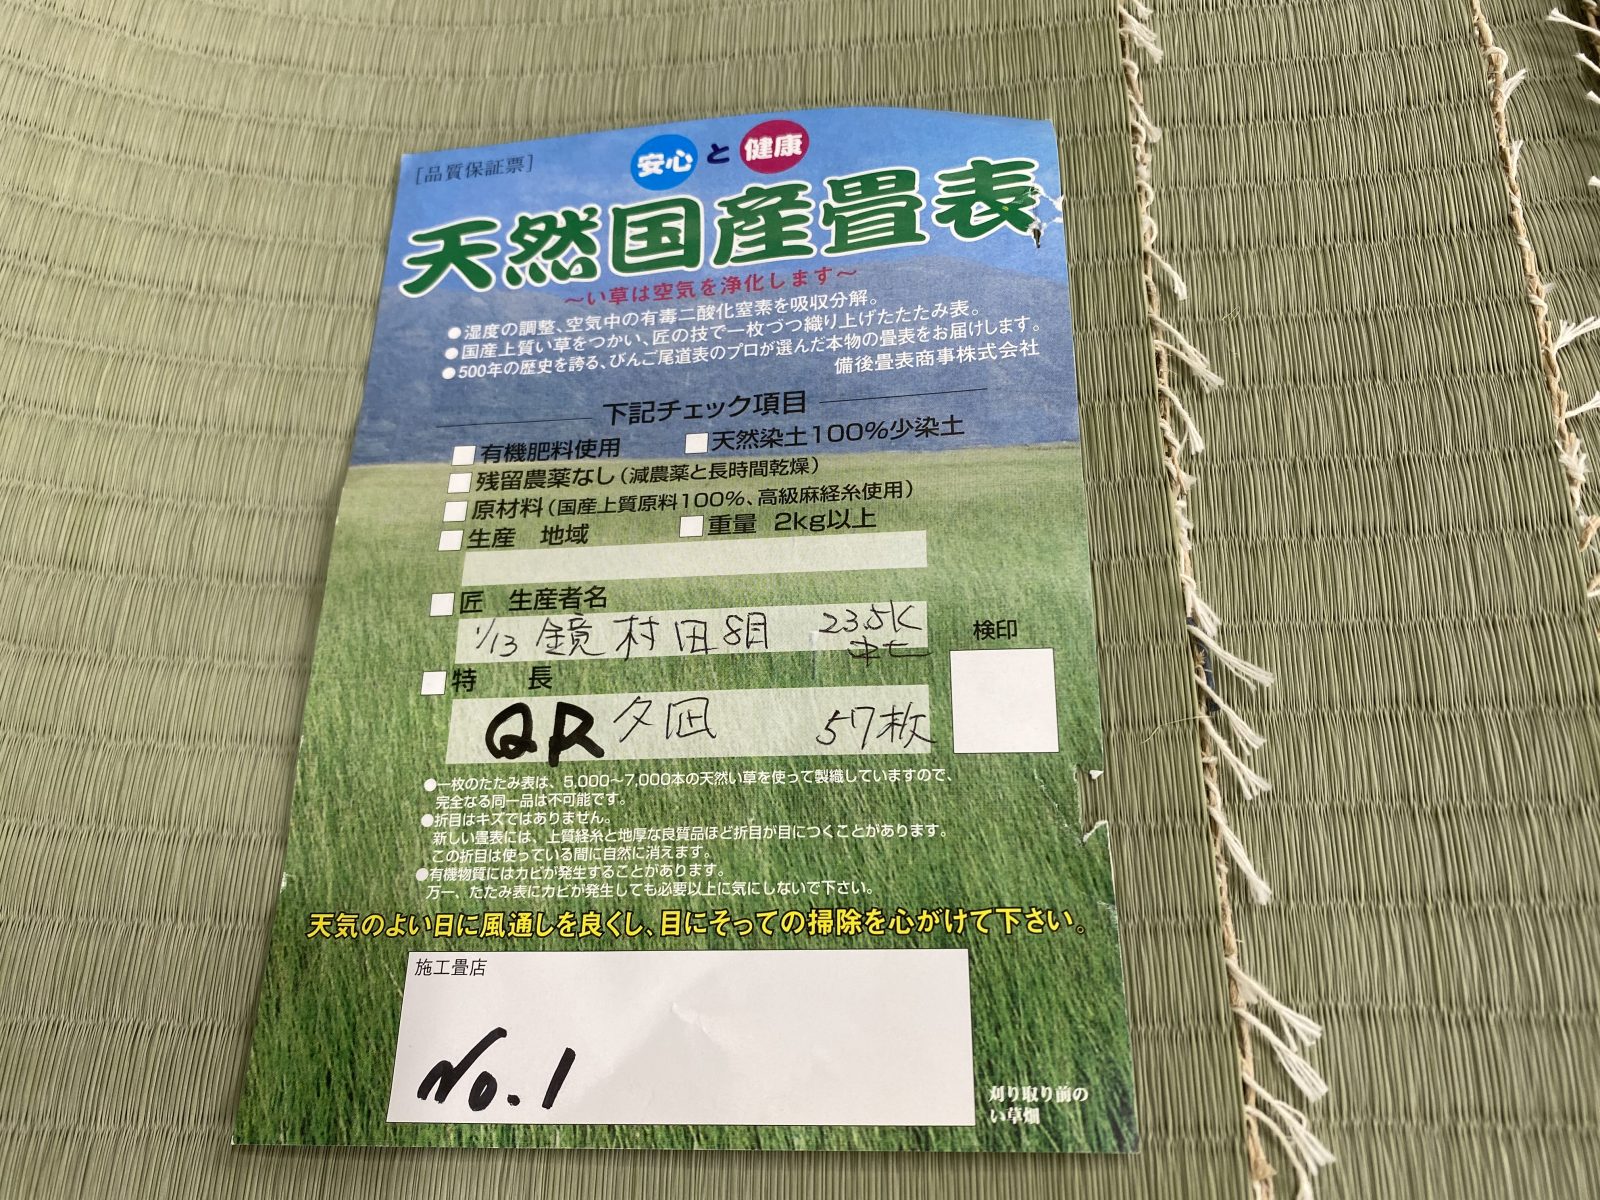 [品質保証票]
安心と健康
天然国産畳表
〜い草は空気を浄化します〜
●湿度の調整、空気中の有毒二酸化窒素を吸収分解。
●国産上質い草をつかい、匠の技で一枚づつ織り上げたたたみ表。
●500年の歴史を誇る、びんご尾道表のプロが選んだ本物の畳表をお届けします。
備後畳表商事株式会社
下記チェック項目
有機肥料使用 天然染土100%少染土
残留農薬なし(減農薬と長時間乾燥)
原材料(国産上質原料100%、高級麻経糸使用)
生産 地域 重量 2kg以上
匠 生産者名
1/13 鏡 村田8月 23.5K
検印
特 長
QR 夕凪 57枚
●一枚のたたみ表は、5,000〜7,000本の天然い草を使って製織していますので、
完全なる同一品は不可能です。
●折目はキズではありません。
新しい畳表には、上質経糸と地厚な良質品ほど折目が目につくことがあります。
この折目は使っている間に自然に消えます。
●有機物質にはカビが発生することがあります。
万一、たたみ表にカビが発生しても必要以上に気にしないで下さい。
天気のよい日に風通しを良くし、目にそっての掃除を心がけて下さい。
施工畳店
No.1
刈り取り前の
い草畑